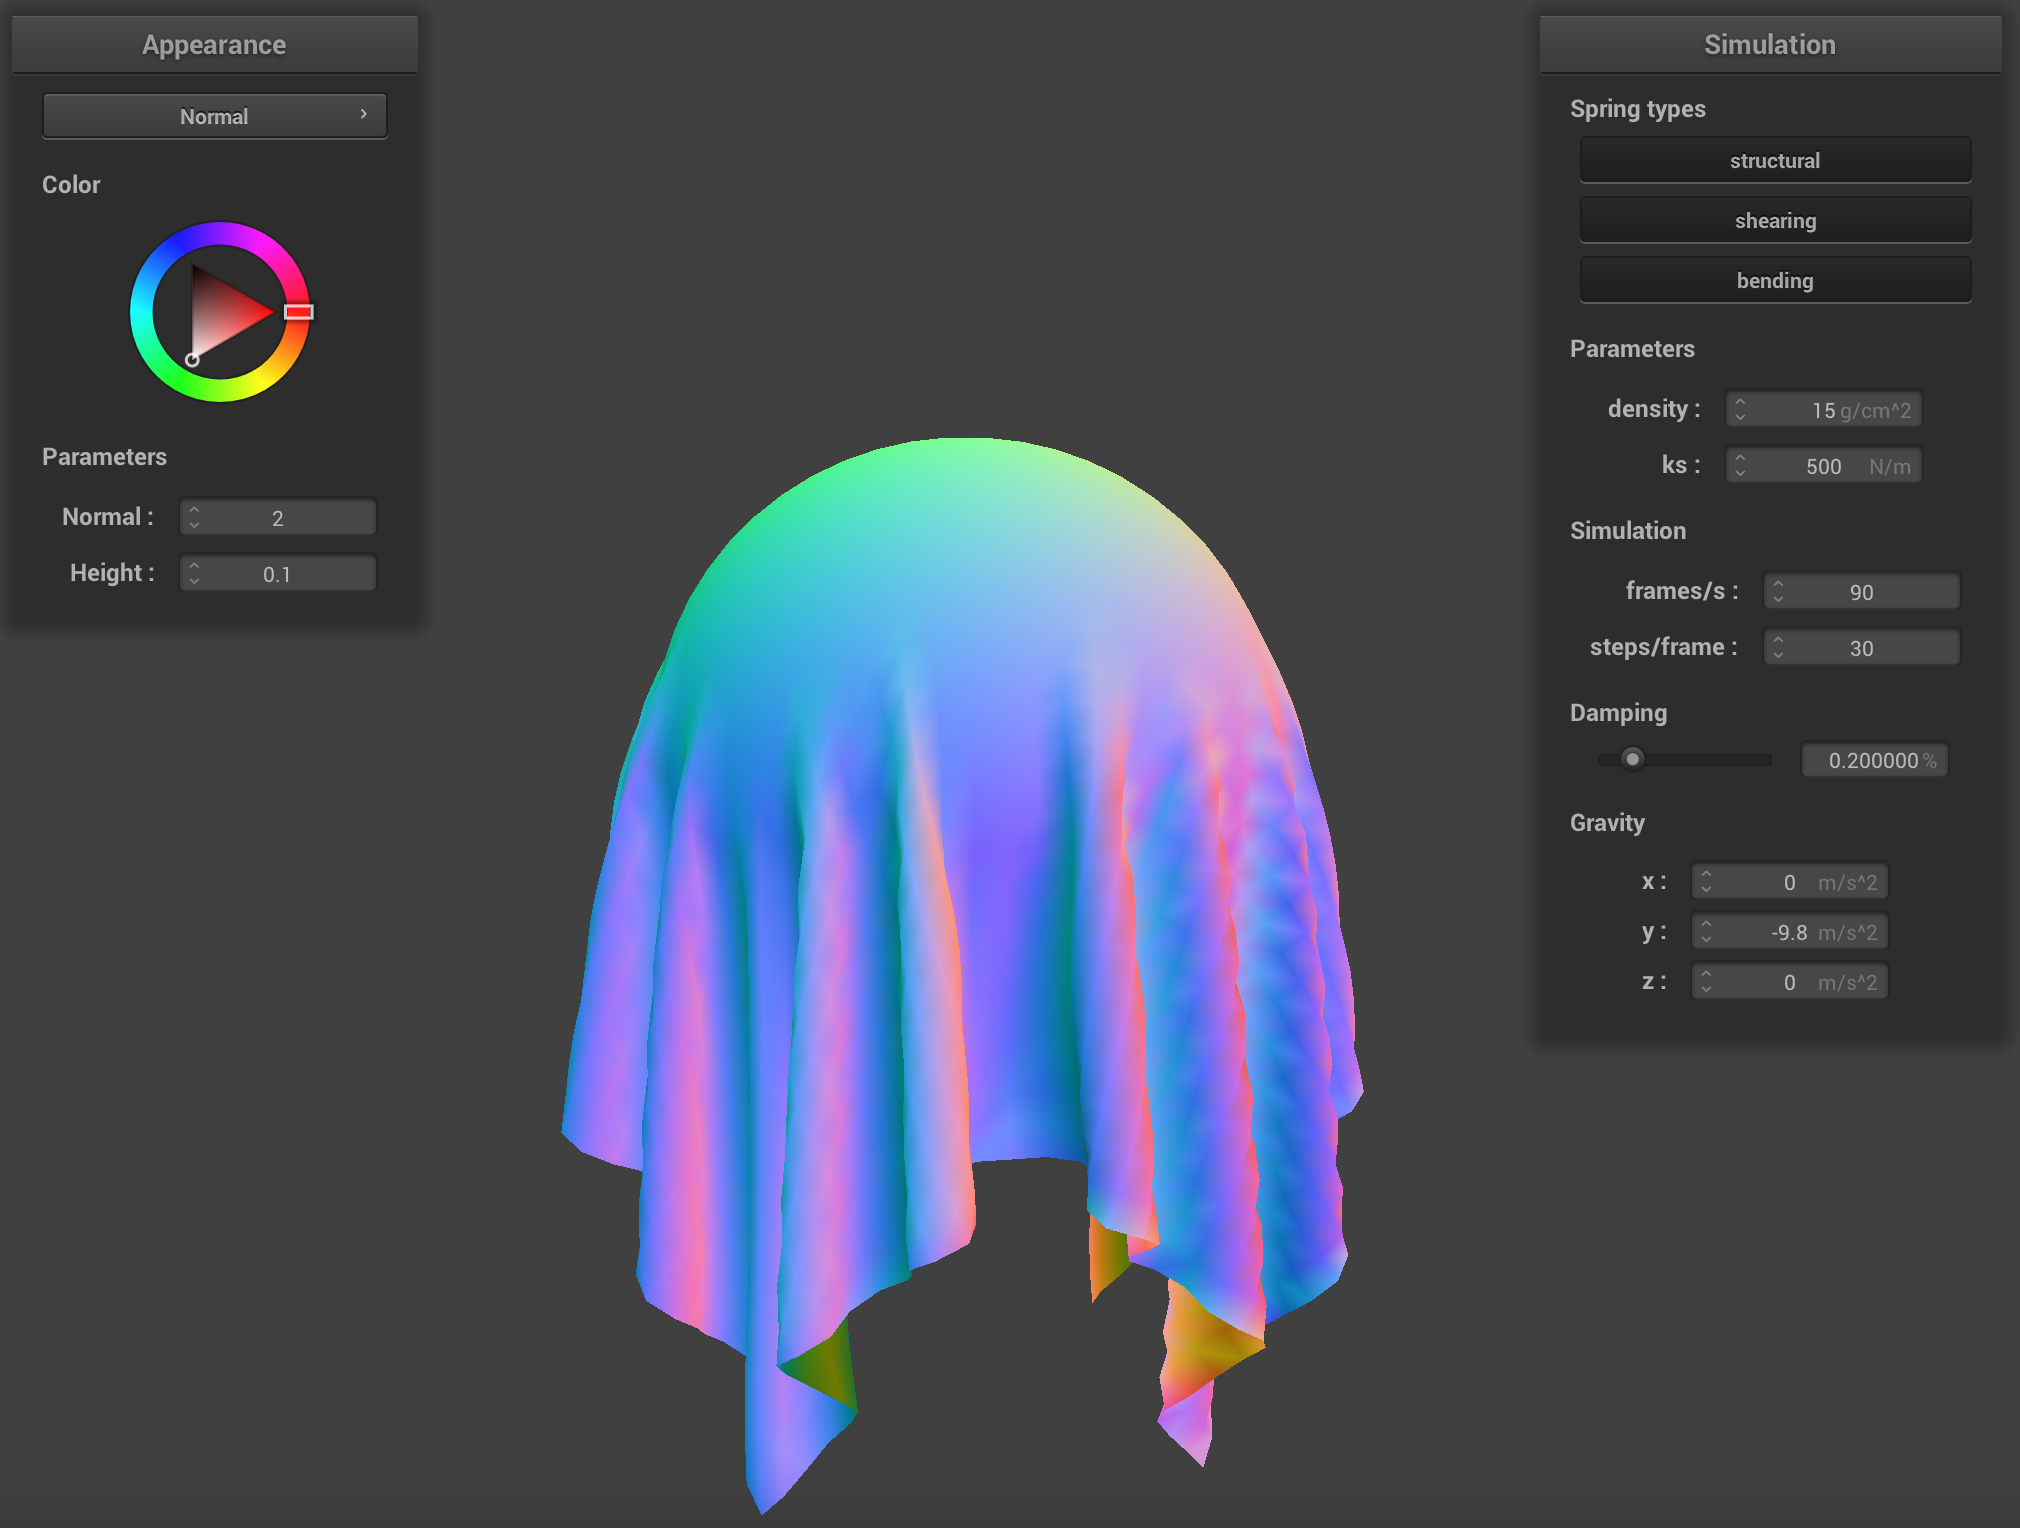 Appearance
Normal
Color
Parameters
Normal : 2
Height : 0.1
Simulation
Spring types
structural
shearing
bending
Parameters
density : 15 g/cm^2
ks : 500 N/m
Simulation
frames/s : 90
steps/frame : 30
Damping
0.200000 %
Gravity
x : 0 m/s^2
y : -9.8 m/s^2
z : 0 m/s^2